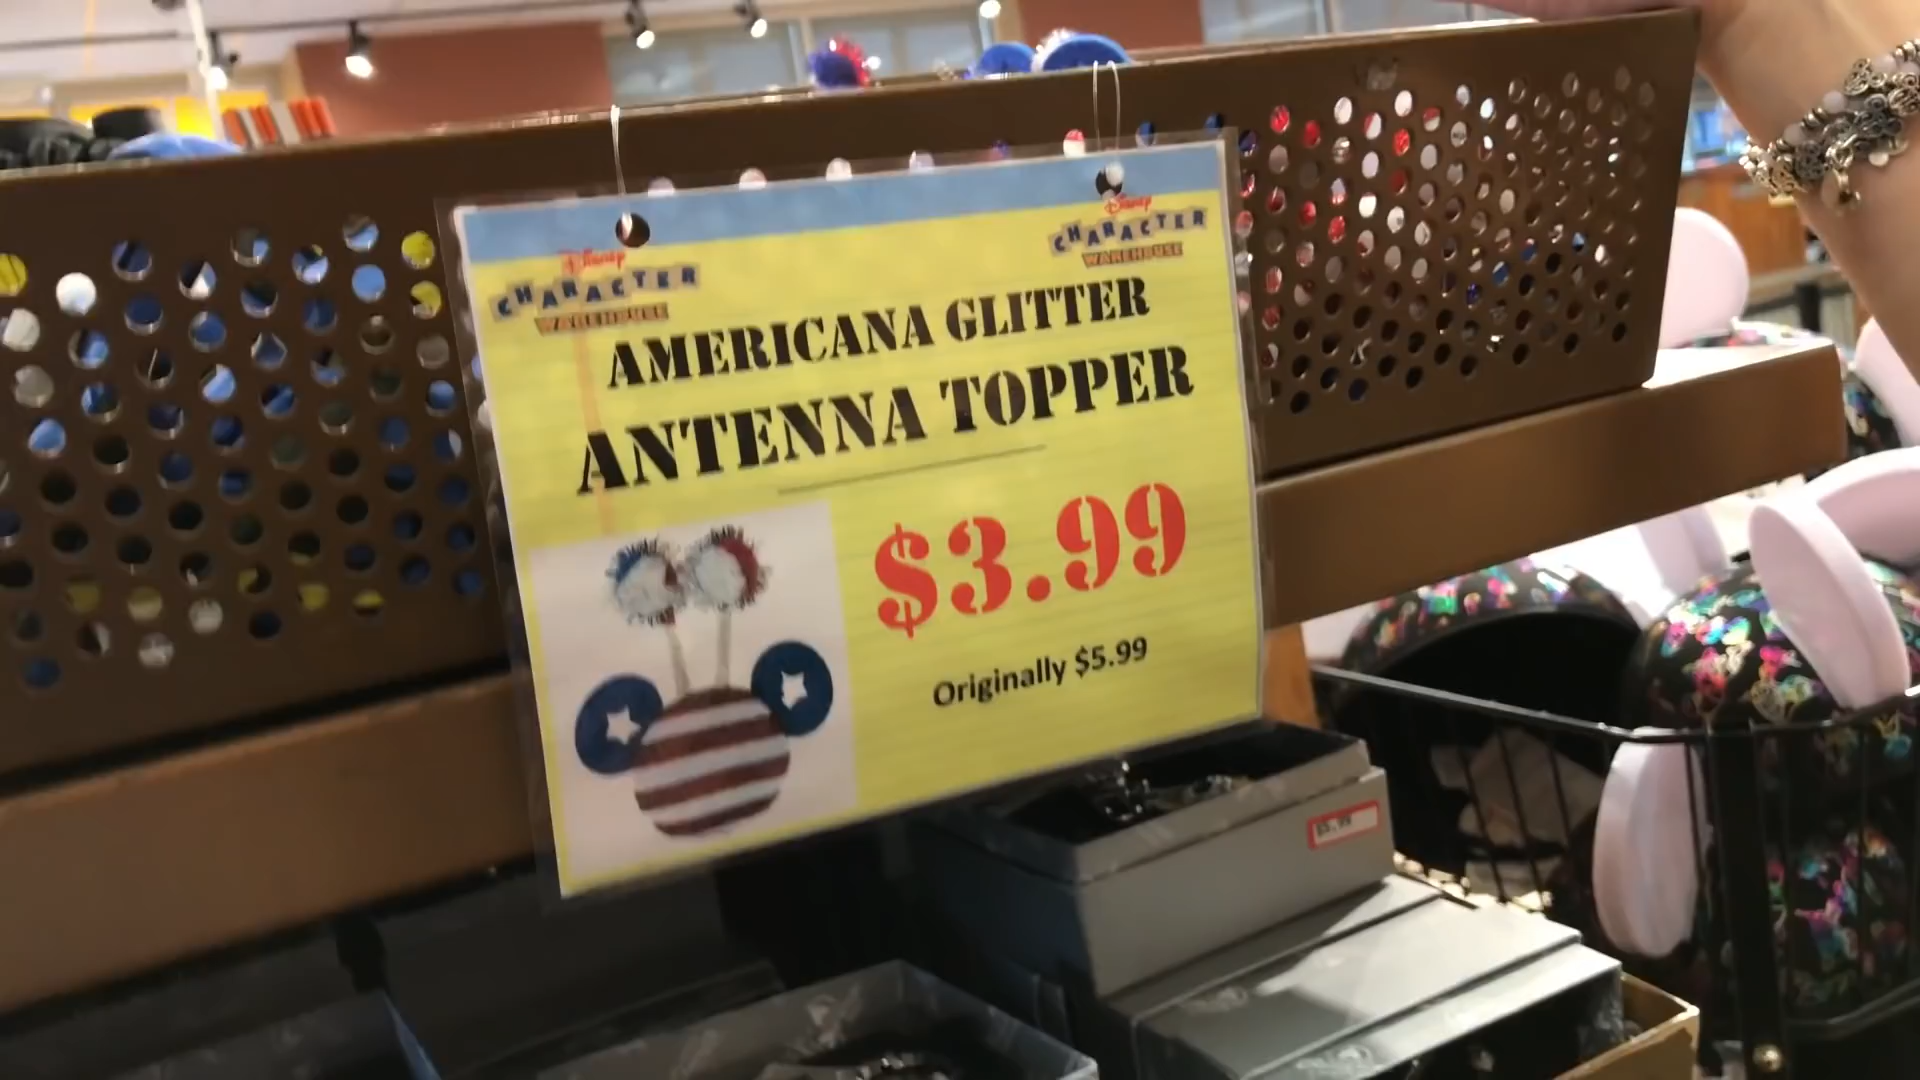 Disney
CHARACTER
WAREHOUSE
Disney
CHARACTER
WAREHOUSE
AMERICANA GLITTER
ANTENNA TOPPER
$3.99
Originally $5.99